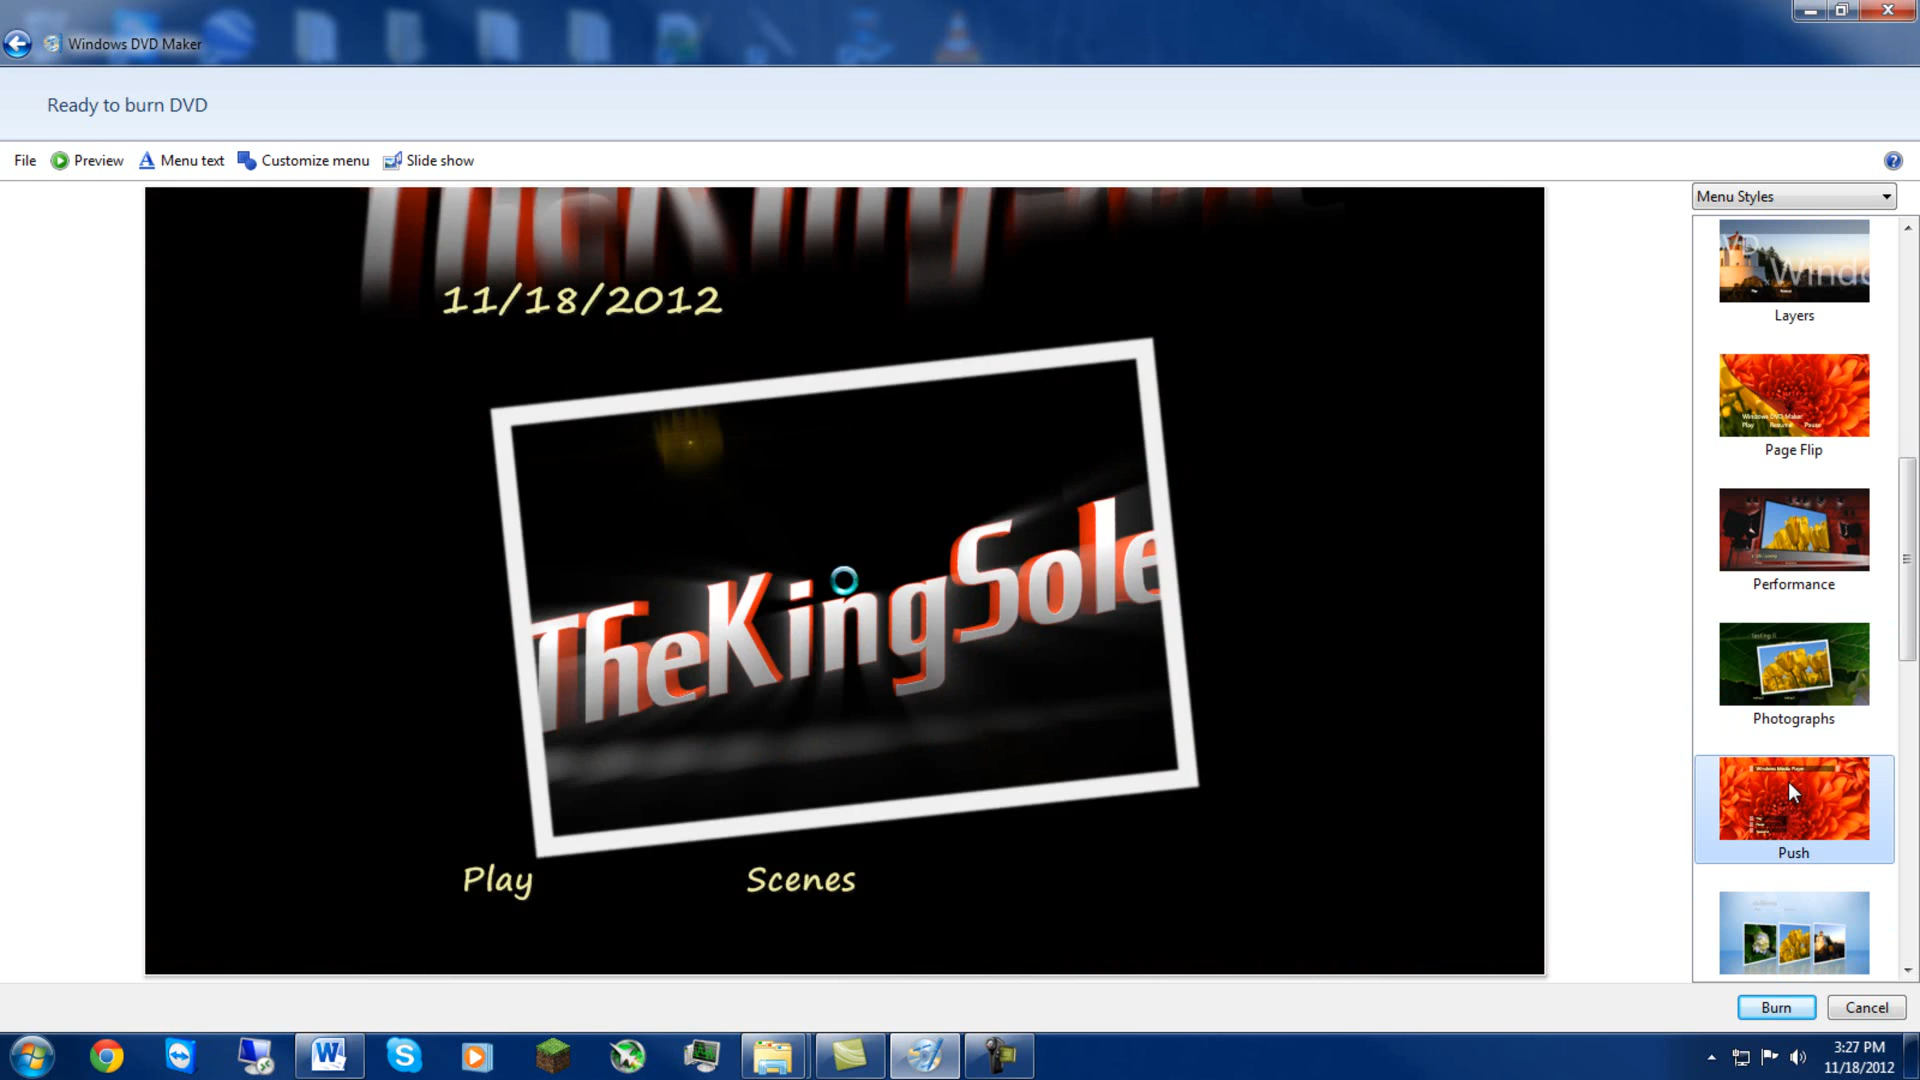 Windows DVD Maker
Ready to burn DVD
File Preview Menu text Customize menu Slide show
Menu Styles
11/18/2012
TheKingSole
Play Scenes
Layers
Page Flip
Performance
Photographs
Push
Burn Cancel
3:27 PM
11/18/2012